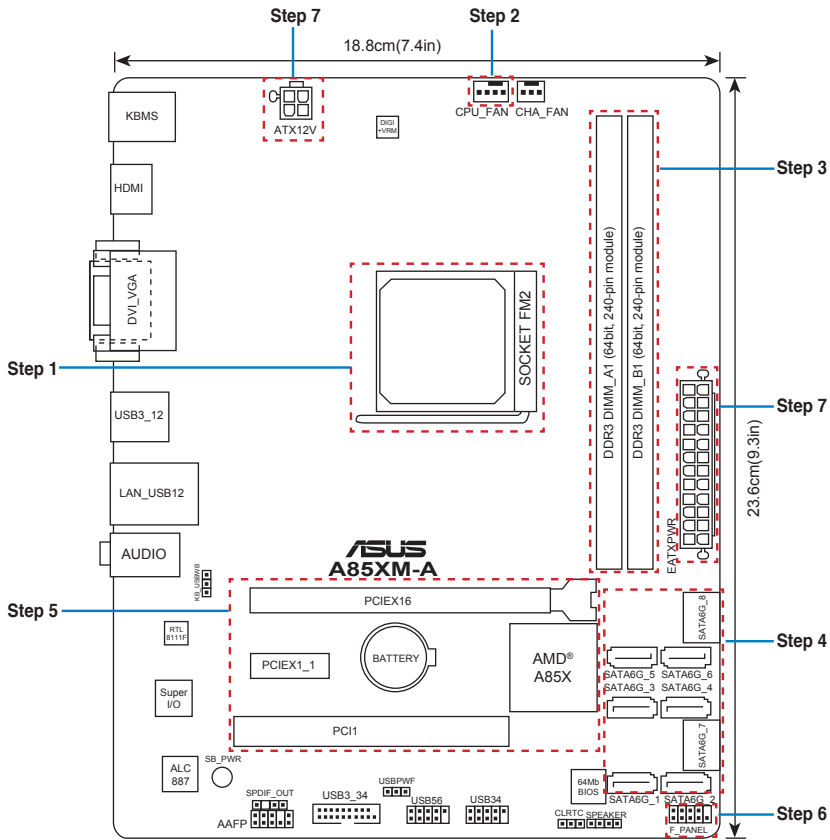 Step 7
Step 2
18.8cm(7.4in)
KBMS
ATX12V
DIGI
+VRM
CPU_FAN
CHA_FAN
Step 3
HDMI
DVI_VGA
SOCKET FM2
DDR3 DIMM_A1 (64bit, 240-pin module)
DDR3 DIMM_B1 (64bit, 240-pin module)
Step 1
Step 7
USB3_12
23.6cm(9.3in)
LAN_USB12
EATXPWR
AUDIO
ASUS
A85XM-A
KB_USBWB
Step 5
PCIEX16
SATA6G_8
RTL
8111F
PCIEX1_1
BATTERY
AMD®
A85X
Step 4
SATA6G_5
SATA6G_6
SATA6G_3
SATA6G_4
Super
I/O
PCI1
SATA6G_7
ALC
887
SB_PWR
SPDIF_OUT
AAFP
USB3_34
USBPWF
USB56
USB34
64Mb
BIOS
SATA6G_1
SATA6G_2
CLRTC
SPEAKER
F_PANEL
Step 6